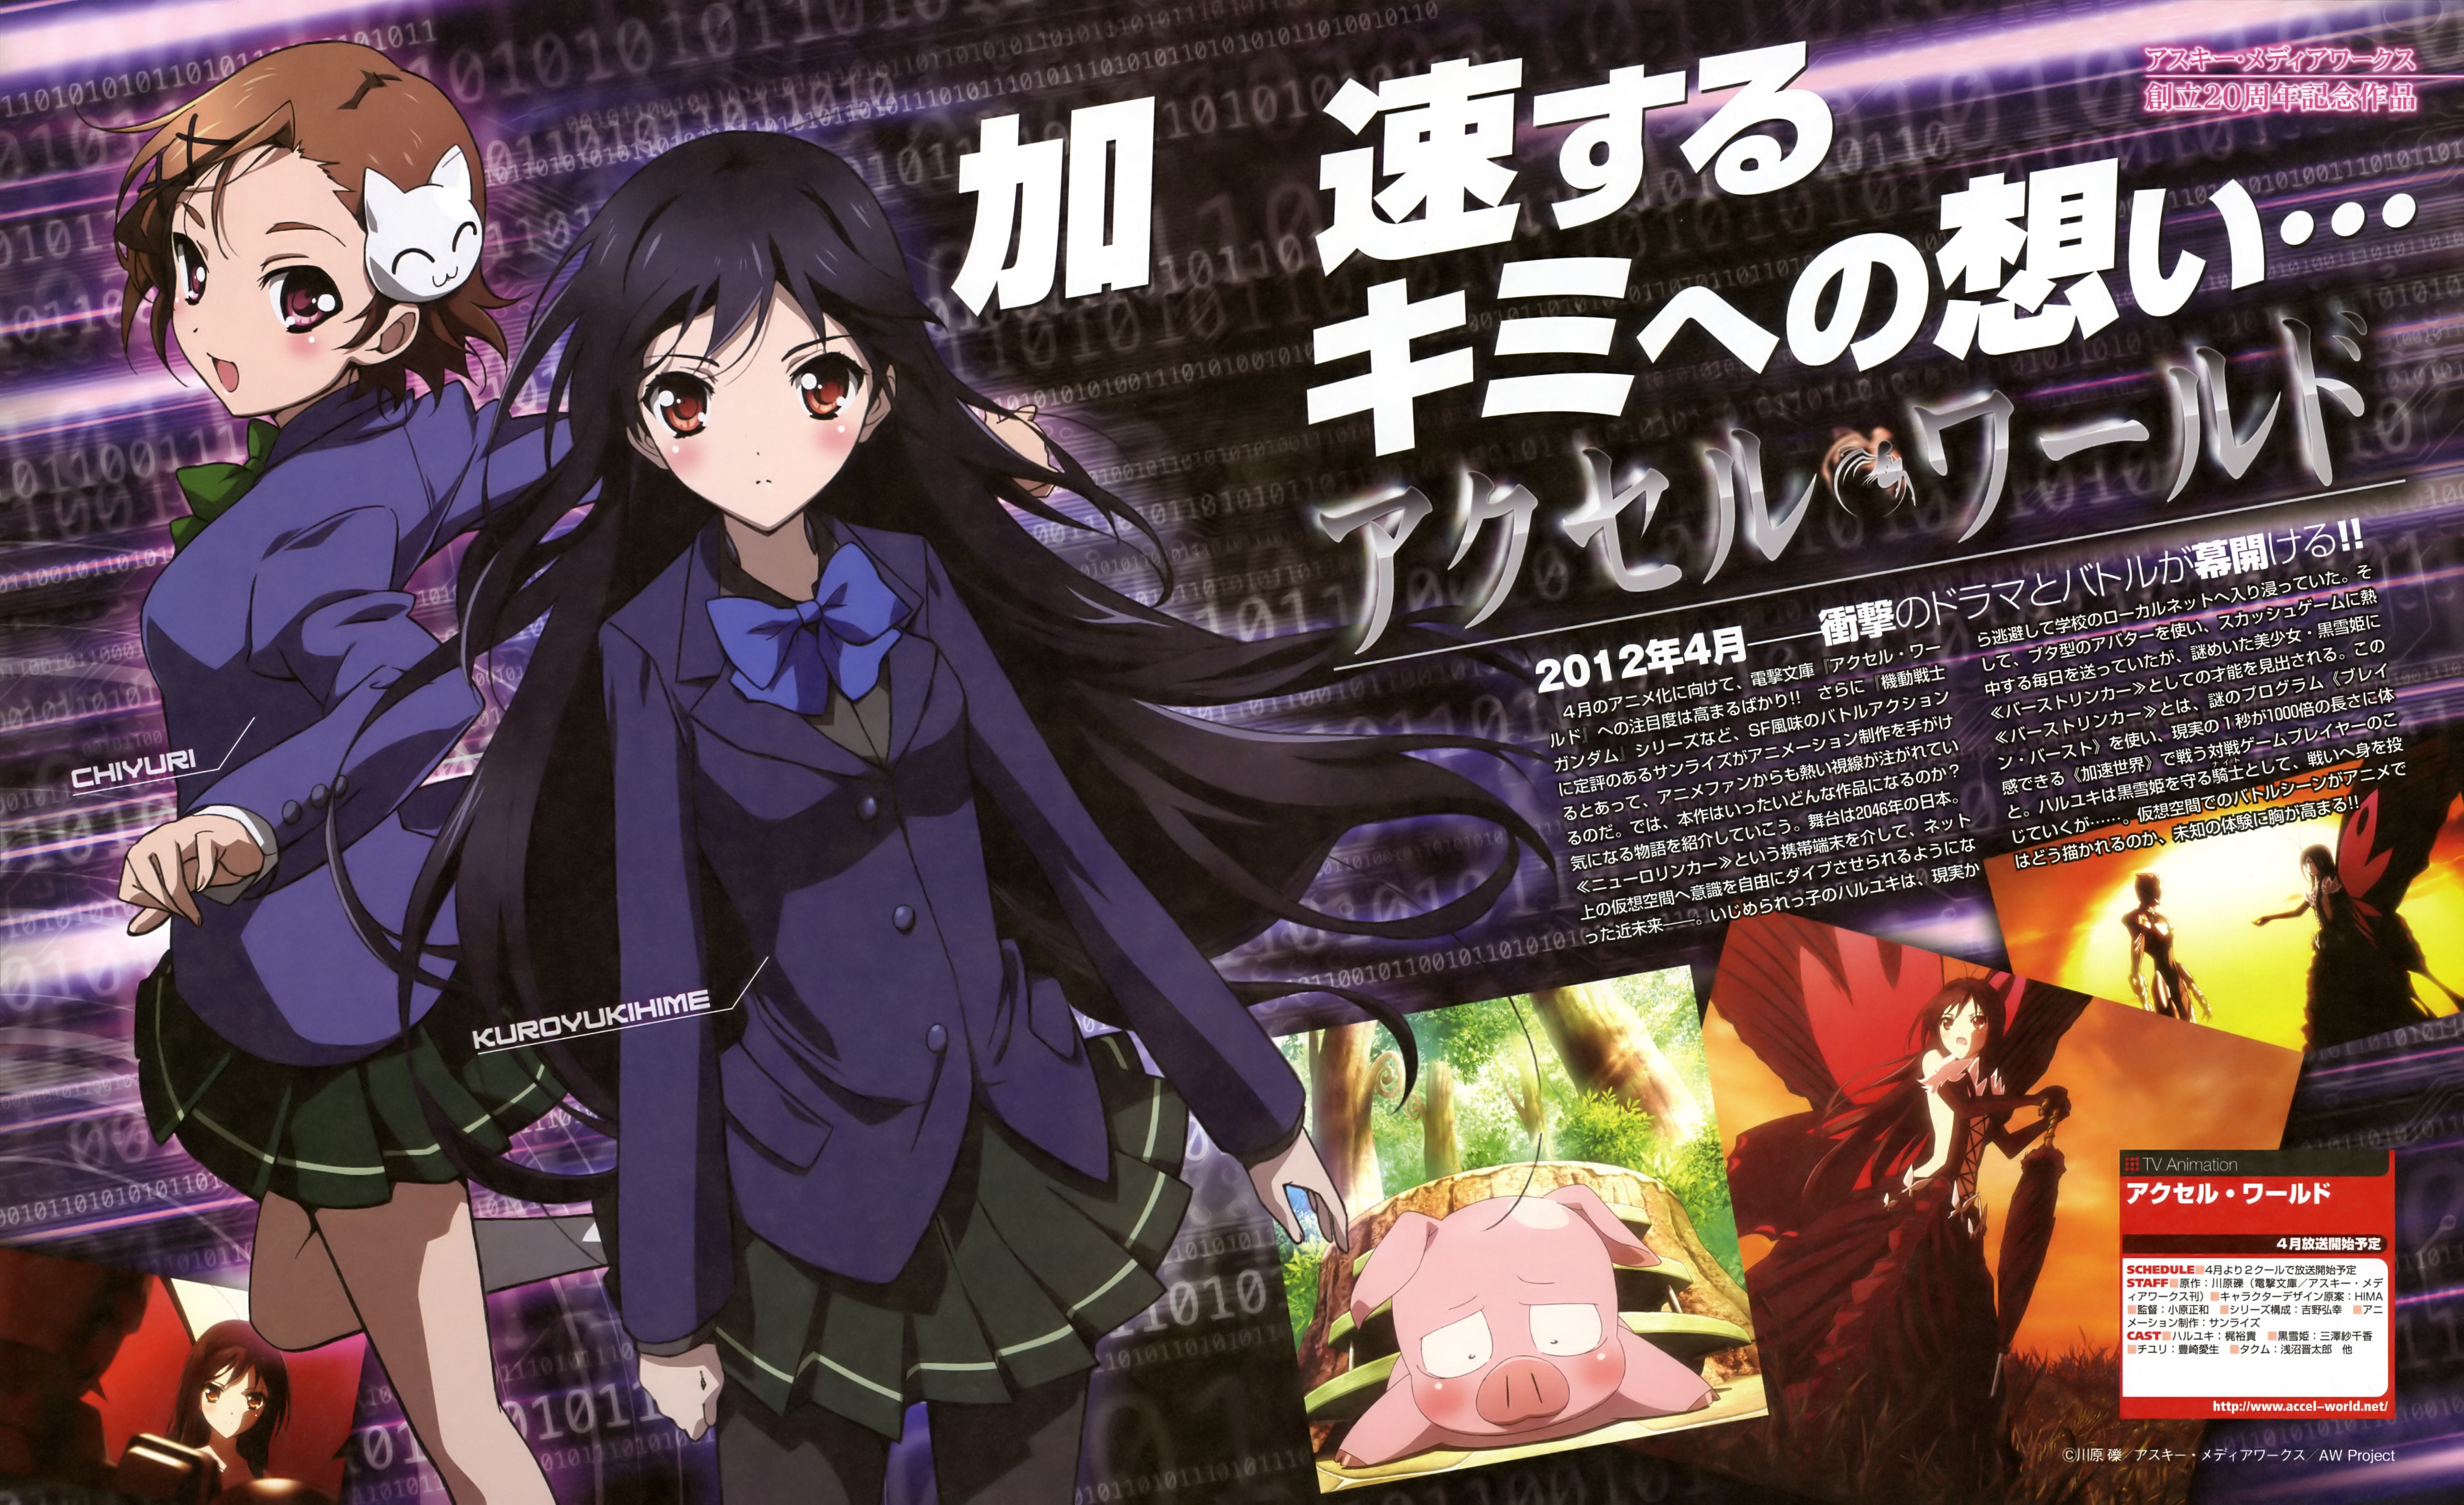 アスキー・メディアワークス
創立20周年記念作品
加速する
キミへの想い…
アクセル・ワールド
2012年4月――衝撃のドラマとバトルが幕開ける!!
4月のアニメ化に向けて、電撃文庫『アクセル・ワー
ルド』への注目度は高まるばかり!! さらに『機動戦士
ガンダム』シリーズなど、SF風味のバトルアクション
に定評のあるサンライズがアニメーション制作を手がけ
るとあって、アニメファンからも熱い視線が注がれてい
るのだ。では、本作はいったいどんな作品になるのか？
気になる物語を紹介していこう。舞台は2046年の日本。
≪ニューロリンカー≫という携帯端末を介して、ネット
上の仮想空間へ意識を自由にダイブさせられるようにな
った近未来――。いじめられっ子のハルユキは、現実か
ら逃避して学校のローカルネットへ入り浸っていた。そ
して、ブタ型のアバターを使い、スカッシュゲームに熱
中する毎日を送っていたが、謎めいた美少女・黒雪姫に
≪バーストリンカー≫としての才能を見出される。この
≪バーストリンカー≫とは、謎のプログラム《ブレイ
ン・バースト》を使い、現実の1秒が1000倍の長さに体
感できる《加速世界》で戦う対戦ゲームプレイヤーのこ
と。ハルユキは黒雪姫を守る騎士として、戦いへ身を投
ナイト
じていくが……。仮想空間でのバトルシーンがアニメで
はどう描かれるのか、未知の体験に胸が高まる!!
CHIYURI
KUROYUKIHIME
TV Animation
アクセル・ワールド
4月放送開始予定
SCHEDULE■4月より2クールで放送開始予定
STAFF■原作：川原礫（電撃文庫／アスキー・メデ
ィアワークス刊）■キャラクターデザイン原案：HIMA
■監督：小原正和 ■シリーズ構成：吉野弘幸 ■アニ
メーション制作：サンライズ
CAST■ハルユキ：梶裕貴 ■黒雪姫：三澤紗千香
■チユリ：豊崎愛生 ■タクム：浅沼晋太郎 他
http://www.accel-world.net/
©川原 礫／アスキー・メディアワークス／AW Project